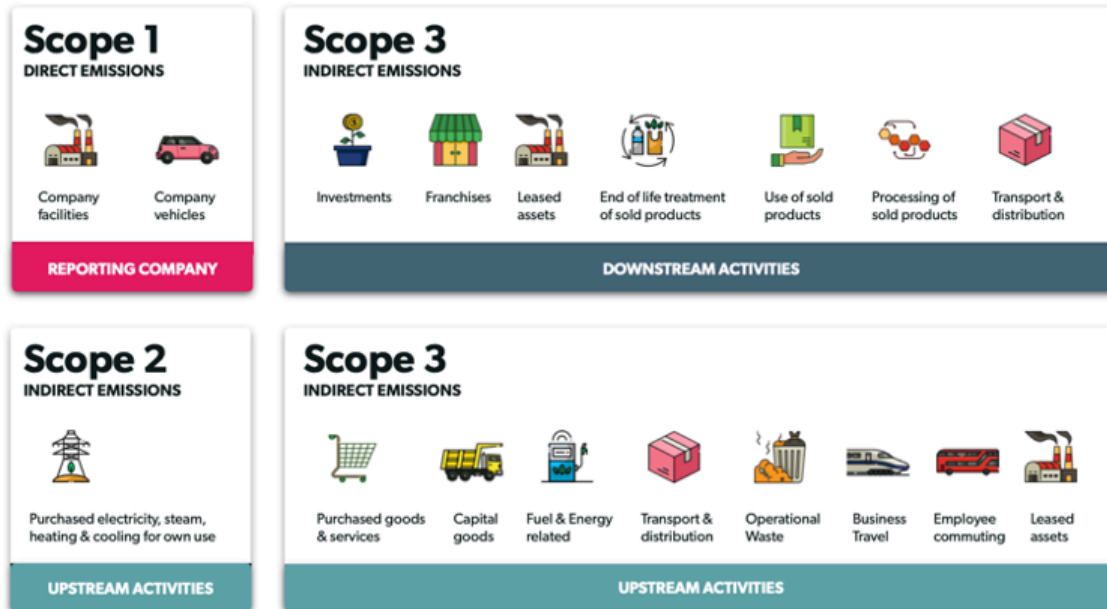 Scope 1
DIRECT EMISSIONS
Company
facilities
Company
vehicles
REPORTING COMPANY
Scope 3
INDIRECT EMISSIONS
Investments
Franchises
Leased
assets
End of life treatment
of sold products
Use of sold
products
Processing of
sold products
Transport &
distribution
DOWNSTREAM ACTIVITIES
Scope 2
INDIRECT EMISSIONS
Purchased electricity, steam,
heating & cooling for own use
UPSTREAM ACTIVITIES
Scope 3
INDIRECT EMISSIONS
Purchased goods
& services
Capital
goods
Fuel & Energy
related
Transport &
distribution
Operational
Waste
Business
Travel
Employee
commuting
Leased
assets
UPSTREAM ACTIVITIES